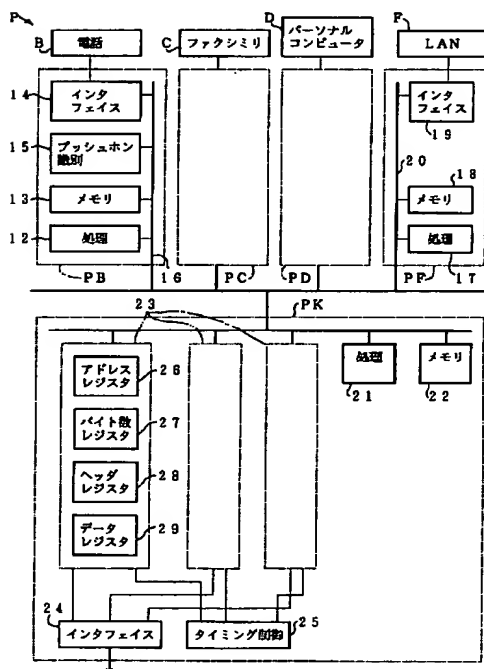 P
B
電話
C
ファクシミリ
D
パーソナル
コンピュータ
F
LAN
14
インタ
フェイス
15
プッシュホン
識別
13
メモリ
12
処理
インタ
フェイス
19
20
18
メモリ
処理
17
PB
16
PC
PD
PF
23
PK
アドレス
レジスタ
26
バイト数
レジスタ
27
ヘッダ
レジスタ
28
データ
レジスタ
29
処理
21
メモリ
22
24
インタフェイス
タイミング制御
25